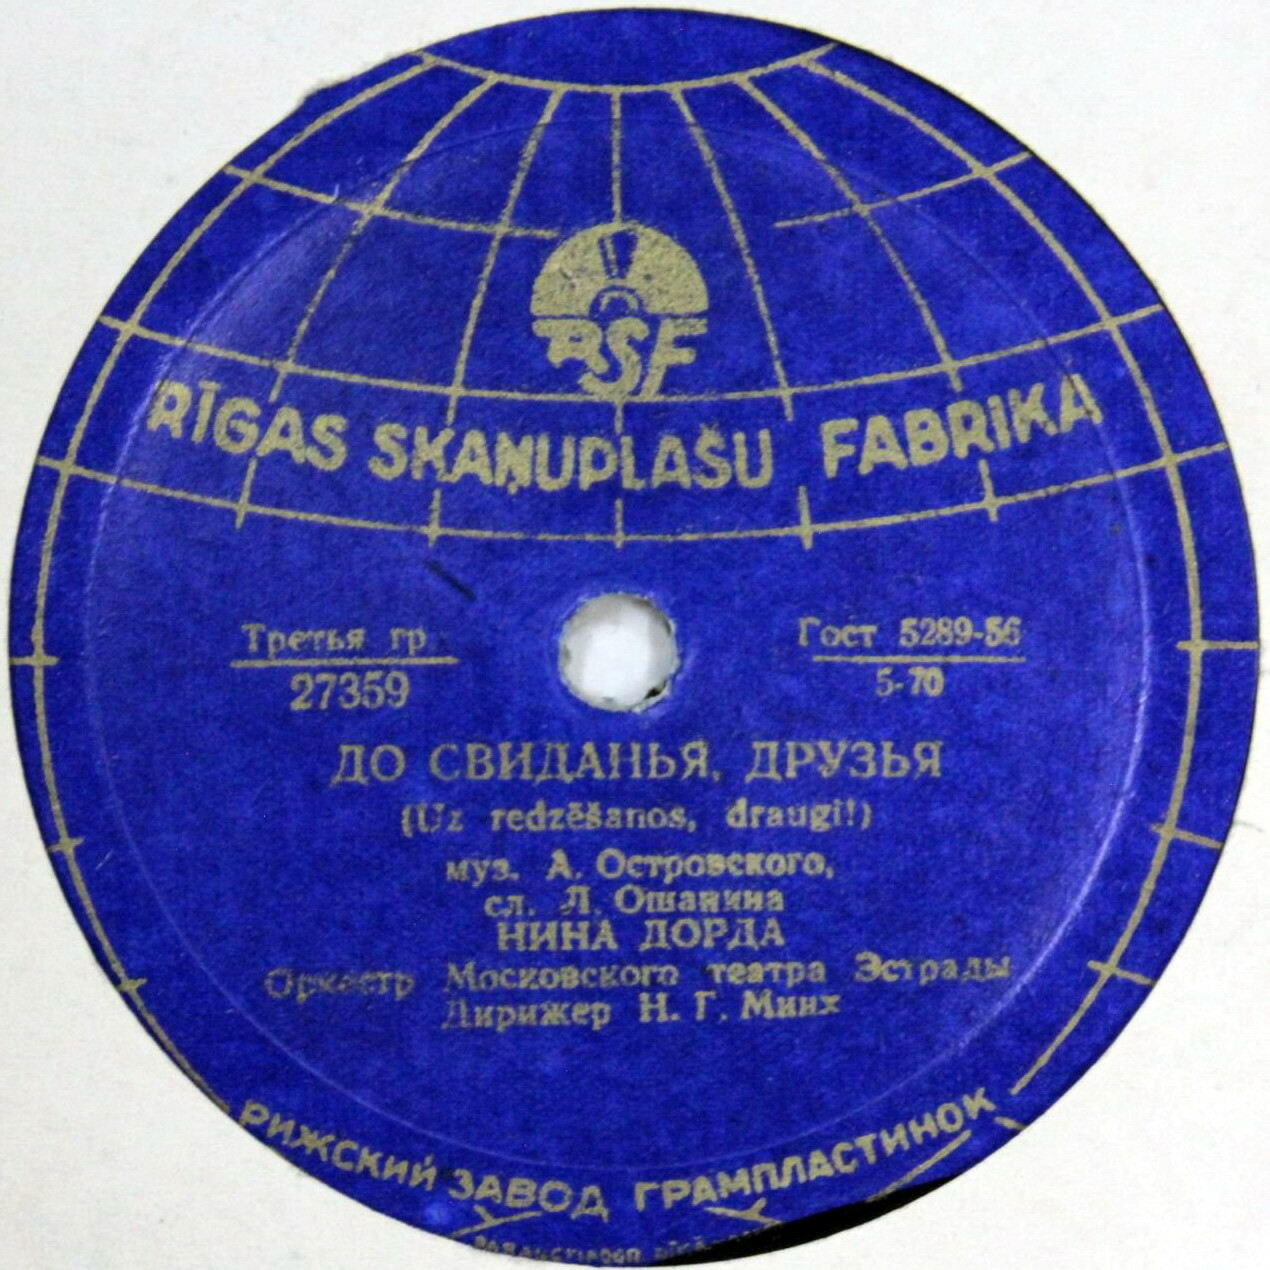 RSF
RĪGAS SKAŅUPLAŠU FABRIKA
Третья гр
27359
Гост 5289-56
5-70
ДО СВИДАНЬЯ, ДРУЗЬЯ
(Uz redzēšanos, draugi!)
муз. А. Островского,
сл. Л. Ошанина
НИНА ДОРДА
Оркестр Московского театра Эстрады
Дирижер Н. Г. Минх
РИЖСКИЙ ЗАВОД ГРАМПЛАСТИНОК